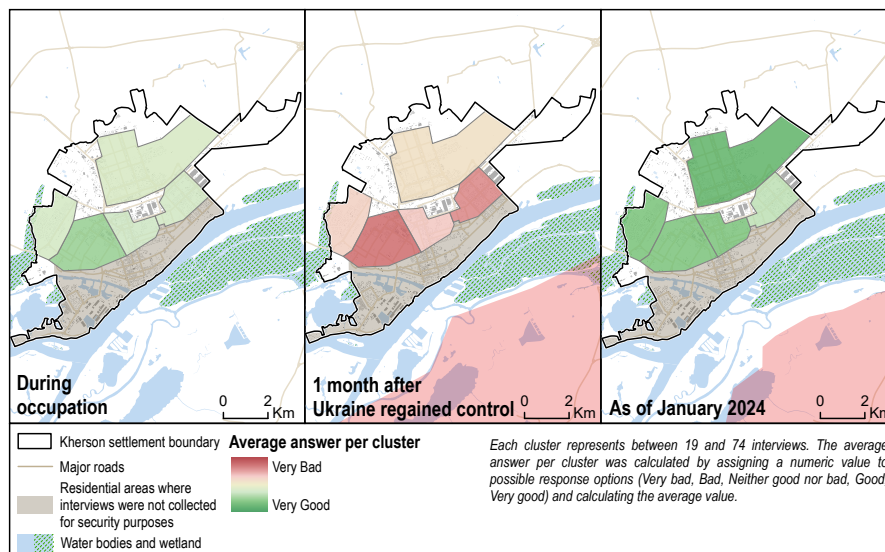 During
occupation
0 2
Km
1 month after
Ukraine regained control
0 2
Km
As of January 2024
0 2
Km
Kherson settlement boundary
Major roads
Residential areas where
interviews were not collected
for security purposes
Water bodies and wetland
Average answer per cluster
Very Bad
Very Good
Each cluster represents between 19 and 74 interviews. The average
answer per cluster was calculated by assigning a numeric value to
possible response options (Very bad, Bad, Neither good nor bad, Good
Very good) and calculating the average value.